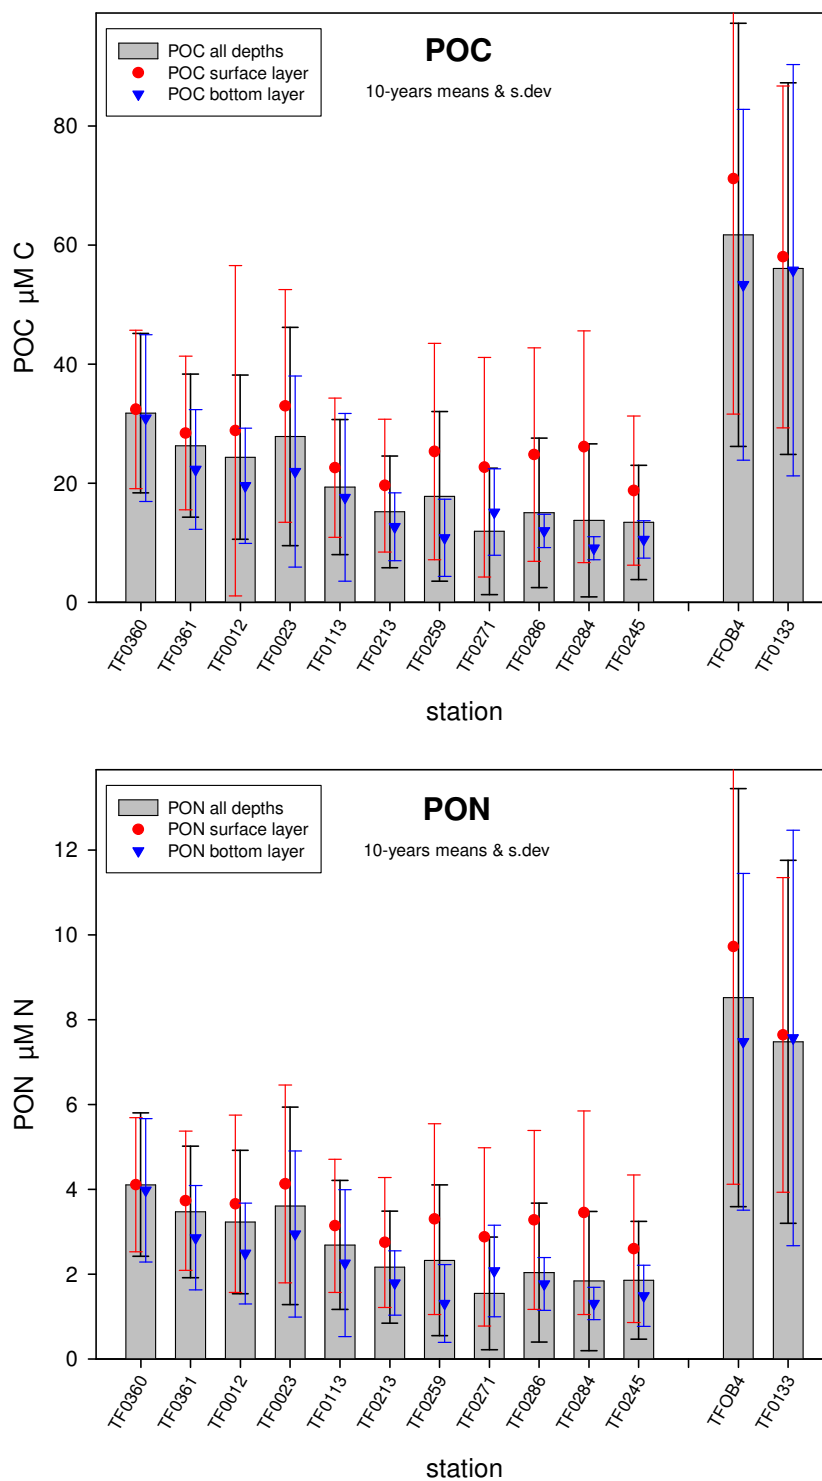 POC all depths
POC surface layer
POC bottom layer
POC
10-years means & s.dev
80
60
40
20
0
POC µM C
TF0360
TF0361
TF0012
TF0023
TF0113
TF0213
TF0259
TF0271
TF0286
TF0284
TF0245
TFOB4
TF0133
station
PON all depths
PON surface layer
PON bottom layer
PON
10-years means & s.dev
12
10
8
6
4
2
0
PON µM N
TF0360
TF0361
TF0012
TF0023
TF0113
TF0213
TF0259
TF0271
TF0286
TF0284
TF0245
TFOB4
TF0133
station